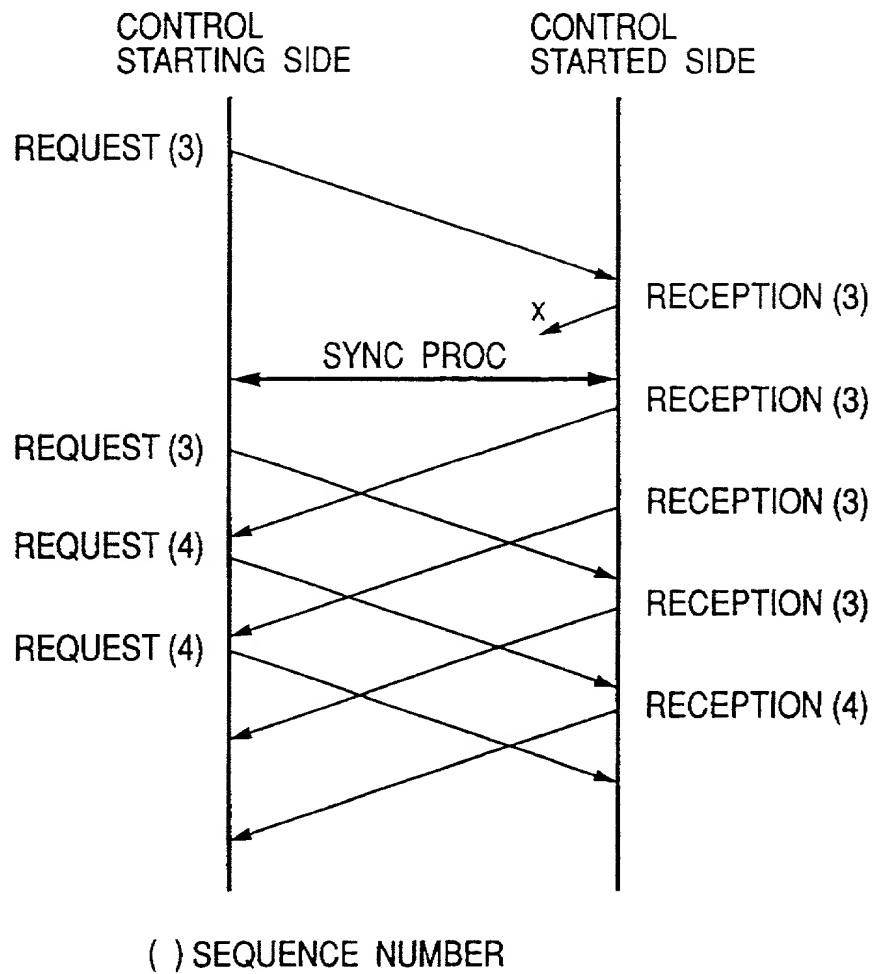 CONTROL
STARTING SIDE
CONTROL
STARTED SIDE
REQUEST (3)
RECEPTION (3)
X
SYNC PROC
RECEPTION (3)
REQUEST (3)
RECEPTION (3)
REQUEST (4)
RECEPTION (3)
REQUEST (4)
RECEPTION (4)
( ) SEQUENCE NUMBER